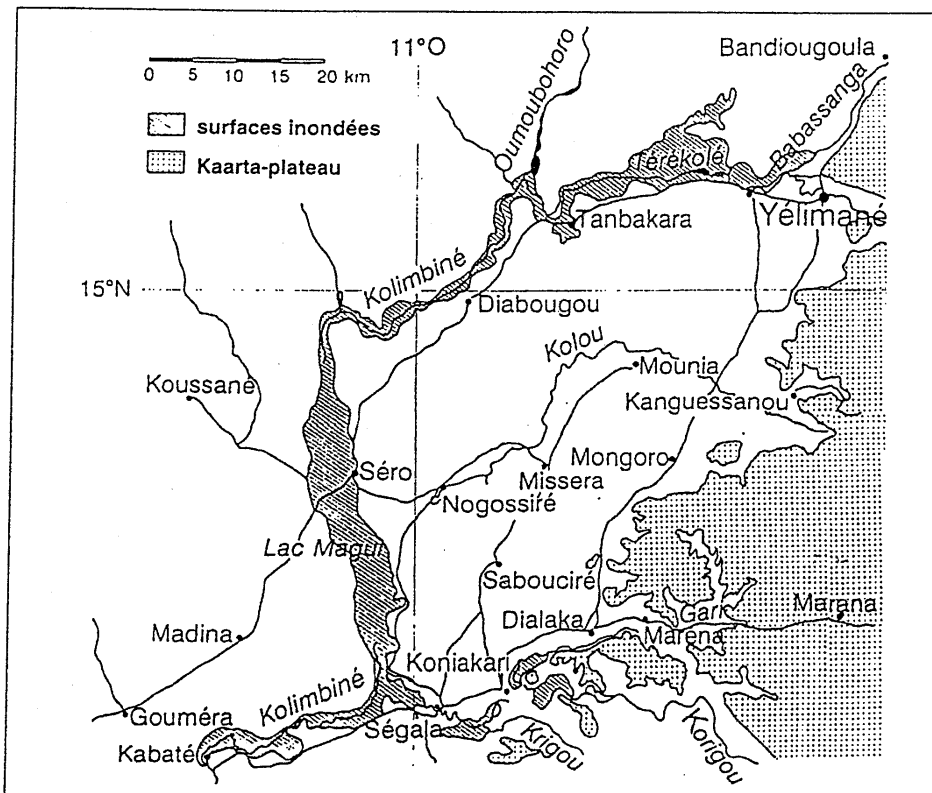 11°O
Bandiougoula
0 5 10 15 20 km
Oumoubohoro
Babassanga
surfaces inondées
Kaarta-plateau
Térékolé
Yélimané
Tanbakara
Kolimbiné
15°N
Diabougou
Kolou
Mounia
Koussané
Kanguessanou
Séro
Mongoro
Missera
Nogossiré
Lac Magui
Sabouciré
Gari
Marana
Dialaka
Marena
Madina
Koniakari
Kolimbiné
Gouméra
Ségala
Kabaté
Krigou
Korigou